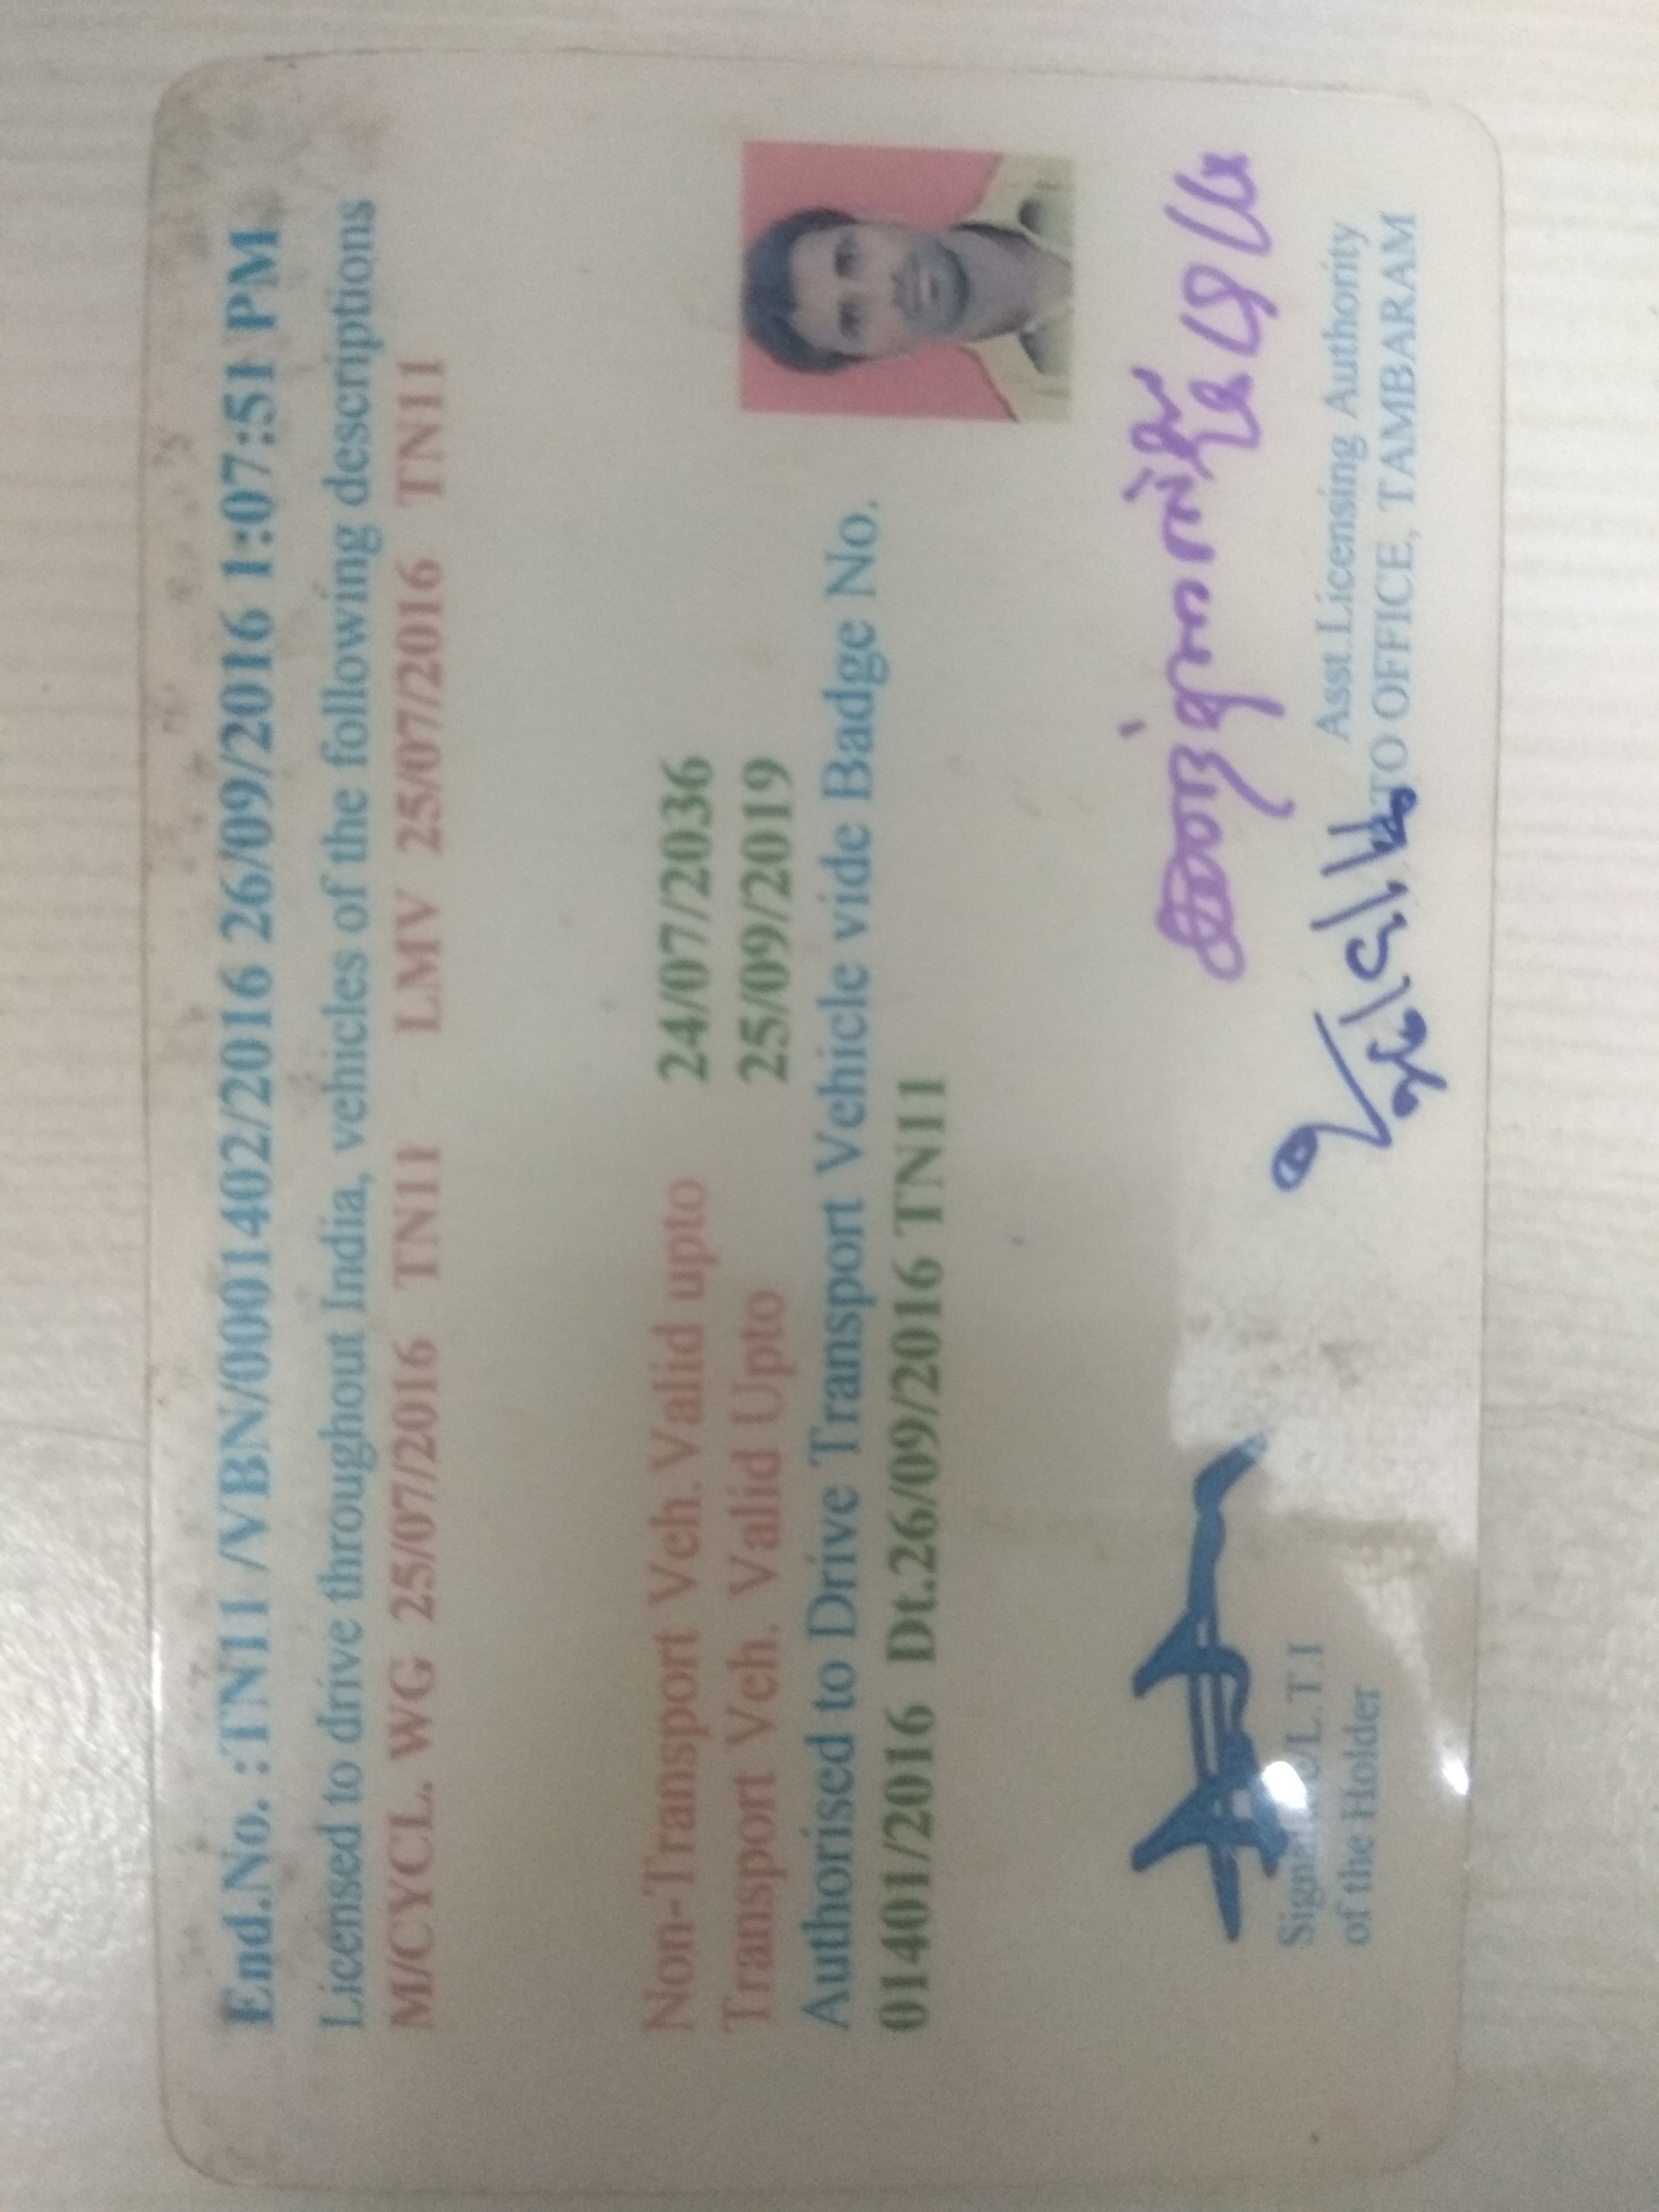 End.No. :TN11 /VBN/0001402/2016 26/09/2016 1:07:51 PM
Licensed to drive throughout India, vehicles of the following descriptions
M/CYCL. WG 25/07/2016 TN11 LMV 25/07/2016 TN11
Non-Transport Veh. Valid upto 24/07/2036
Transport Veh. Valid Upto 25/09/2019
Authorised to Drive Transport Vehicle vide Badge No.
01401/2016 Dt.26/09/2016 TN11
Asst.Licensing Authority
OFFICE, TAMBARAM
of the Holder